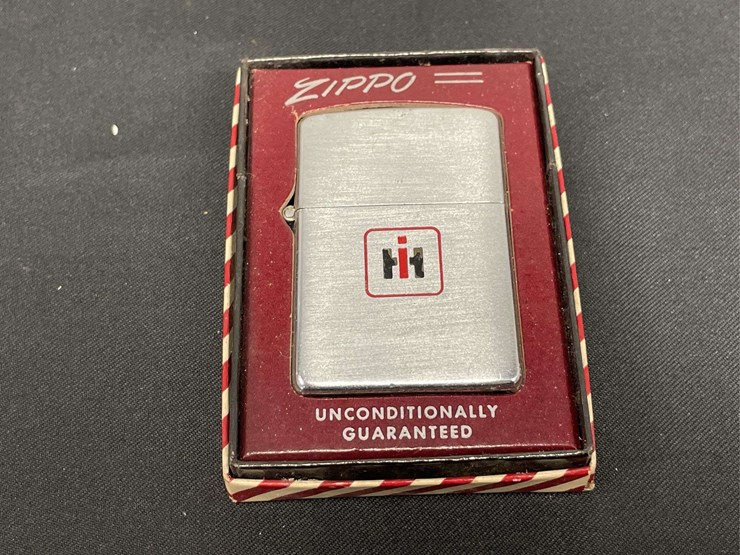 ZIPPO
IH
UNCONDITIONALLY
GUARANTEED